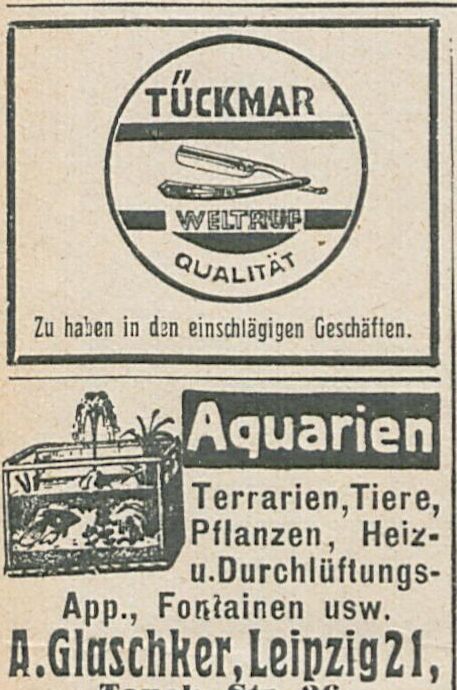 TÜCKMAR
WELTRUF
QUALITÄT
Zu haben in den einschlägigen Geschäften.
Aquarien
Terrarien, Tiere,
Pflanzen, Heiz-
u. Durchlüftungs-
App., Fontainen usw.
A. Glaschker, Leipzig 21,